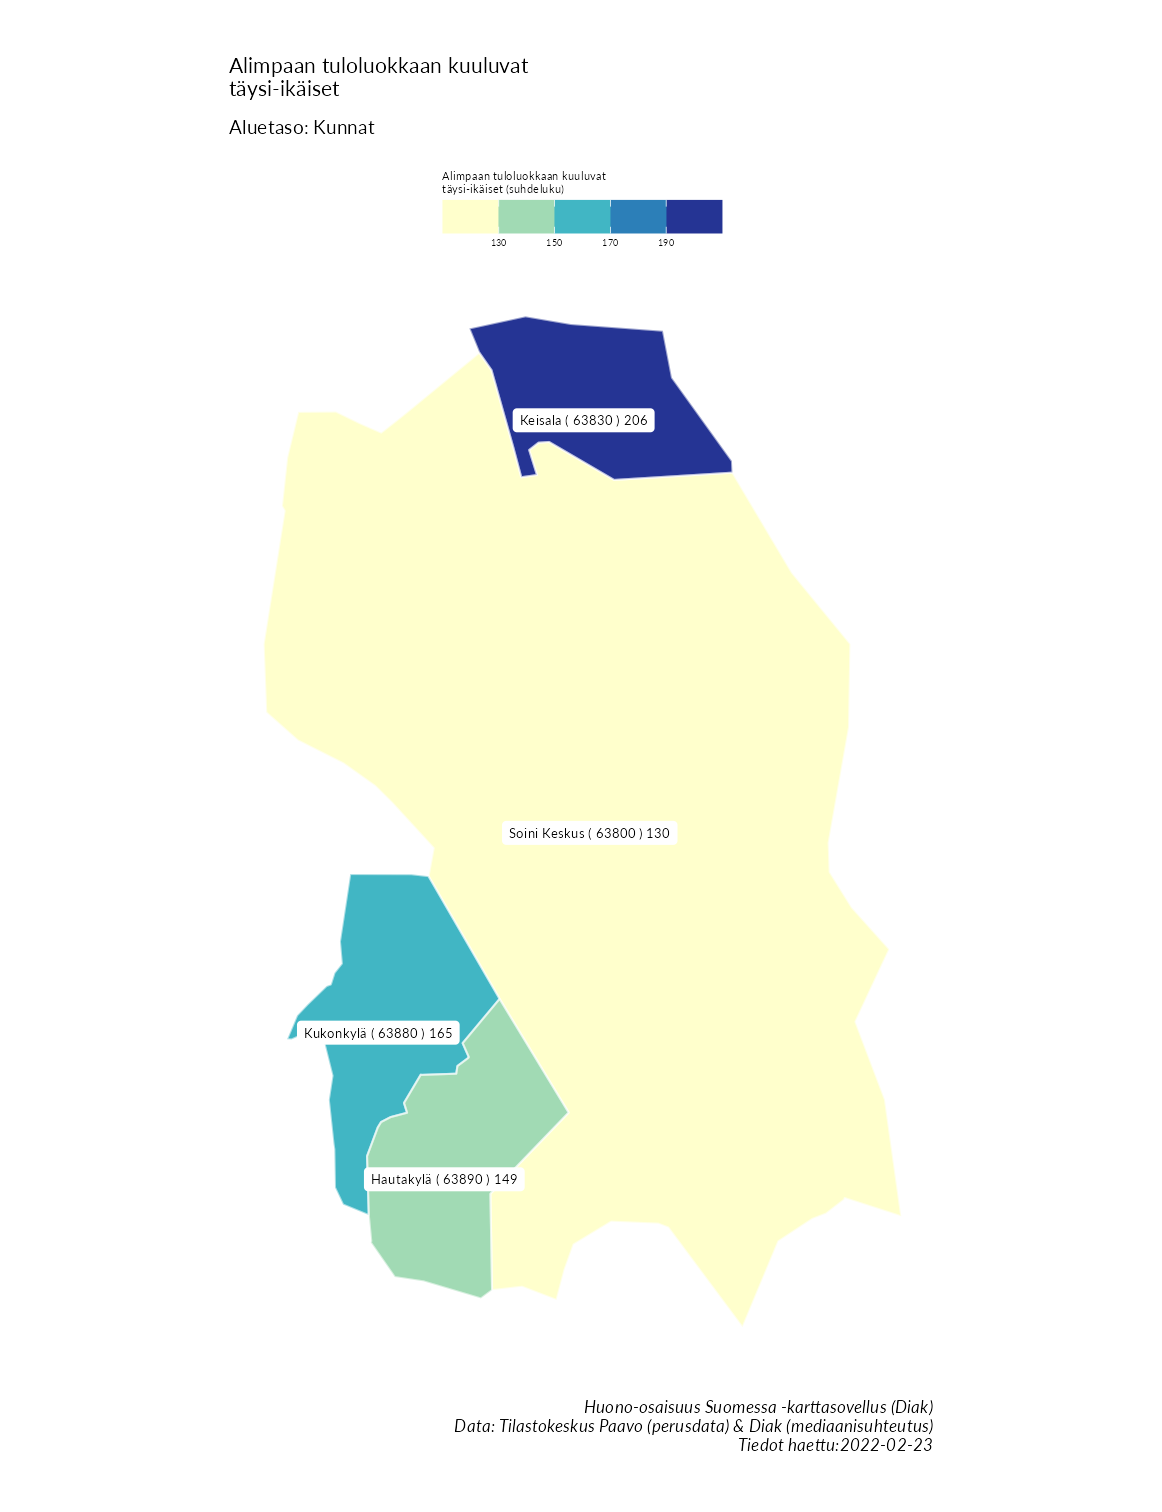 Alimpaan tuloluokkaan kuuluvat
täysi-ikäiset
Aluetaso: Kunnat
Alimpaan tuloluokkaan kuuluvat
täysi-ikäiset (suhdeluku)
130 150 170 190
Keisala ( 63830 ) 206
Soini Keskus ( 63800 ) 130
Kukonkylä ( 63880 ) 165
Hautakylä ( 63890 ) 149
Huono-osaisuus Suomessa -karttasovellus (Diak)
Data: Tilastokeskus Paavo (perusdata) & Diak (mediaanisuhteutus)
Tiedot haettu:2022-02-23